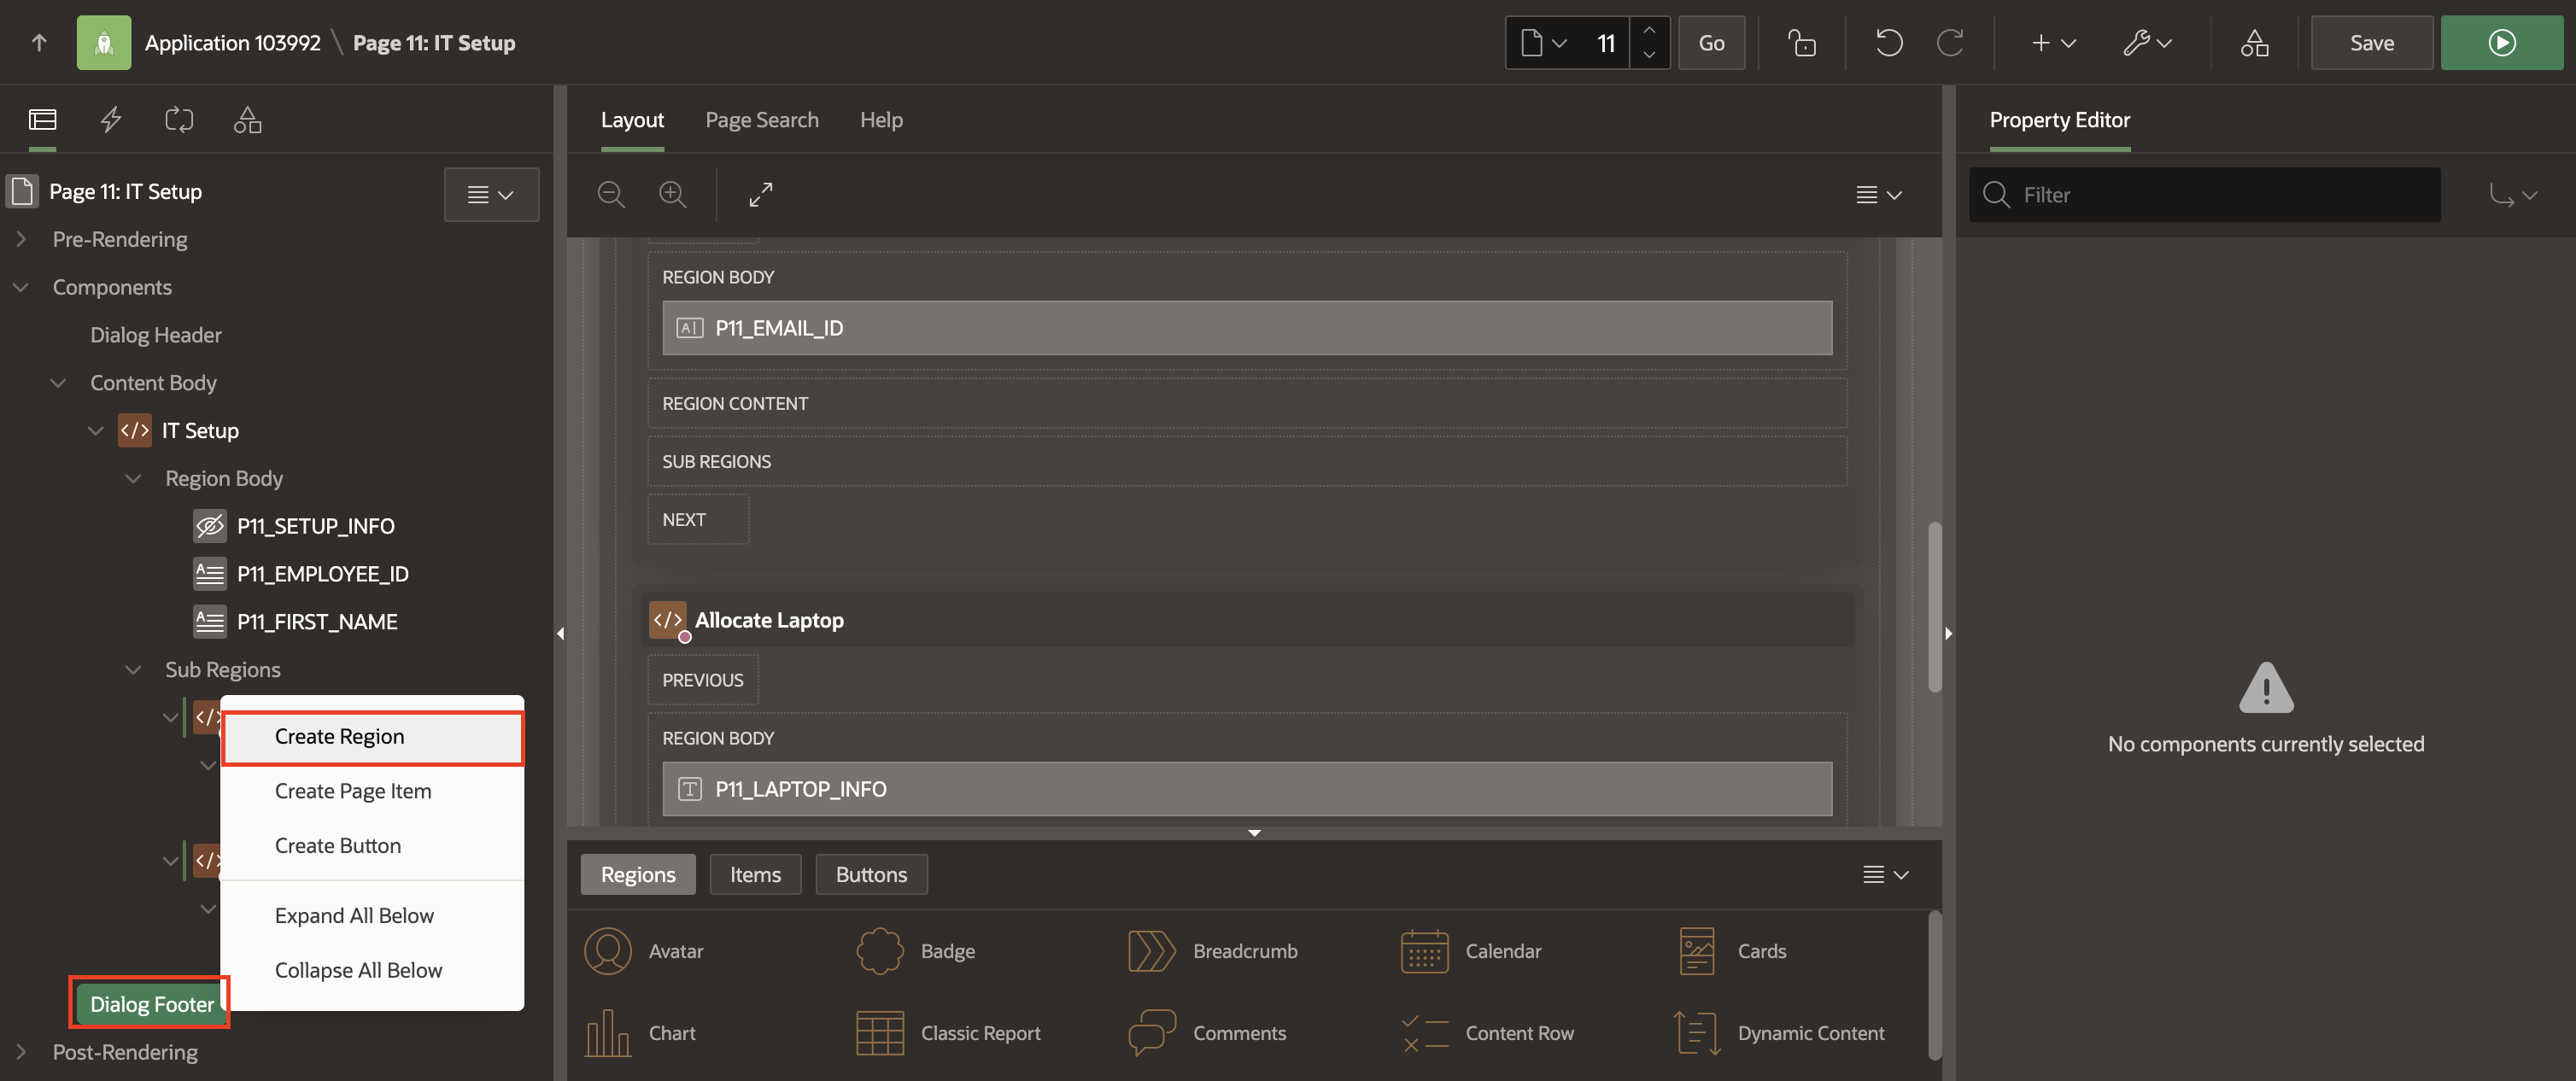 Application 103992 \ Page 11: IT Setup
11
Go
Save
Layout
Page Search
Help
Property Editor
Page 11: IT Setup
Filter
Pre-Rendering
Components
Dialog Header
Content Body
IT Setup
Region Body
P11_SETUP_INFO
P11_EMPLOYEE_ID
P11_FIRST_NAME
Sub Regions
Create Region
Create Page Item
Create Button
Expand All Below
Collapse All Below
Dialog Footer
Post-Rendering
REGION BODY
P11_EMAIL_ID
REGION CONTENT
SUB REGIONS
NEXT
Allocate Laptop
PREVIOUS
REGION BODY
P11_LAPTOP_INFO
Regions
Items
Buttons
Avatar
Badge
Breadcrumb
Calendar
Cards
Chart
Classic Report
Comments
Content Row
Dynamic Content
No components currently selected